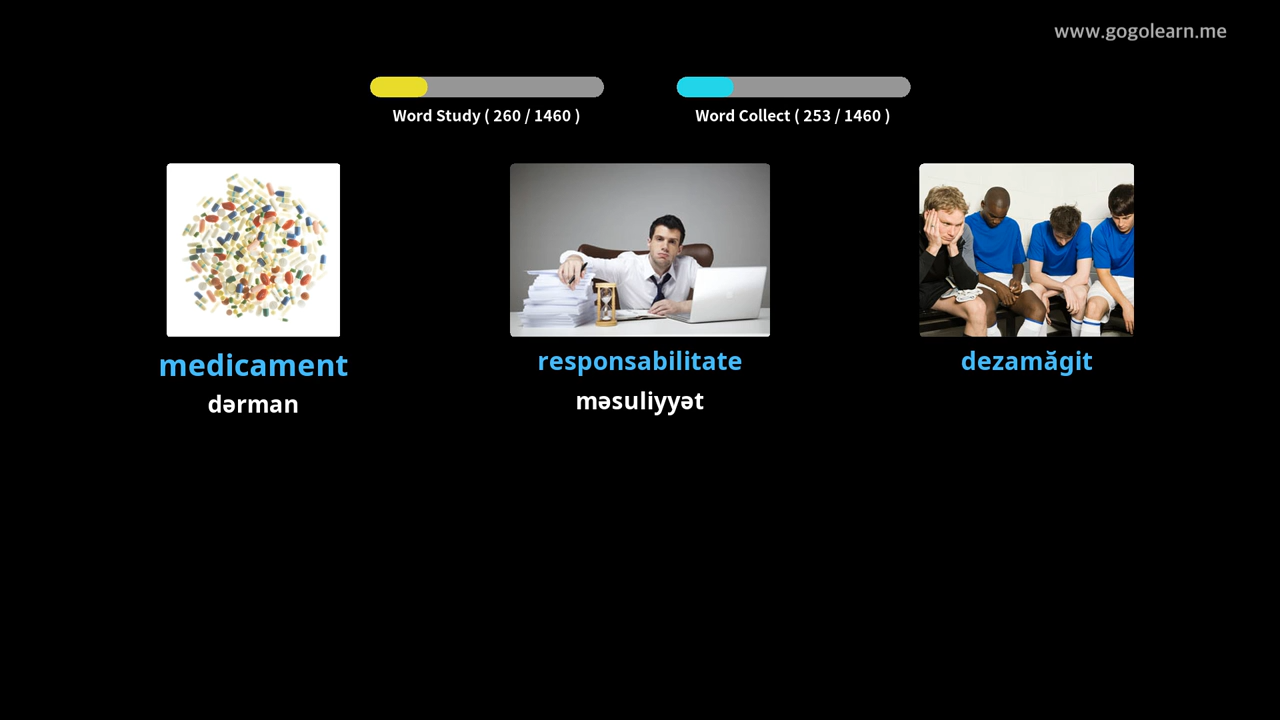 www.gogolearn.me
Word Study ( 260 / 1460 )
Word Collect ( 253 / 1460 )
medicament
dərman
responsabilitate
məsuliyyət
dezamăgit